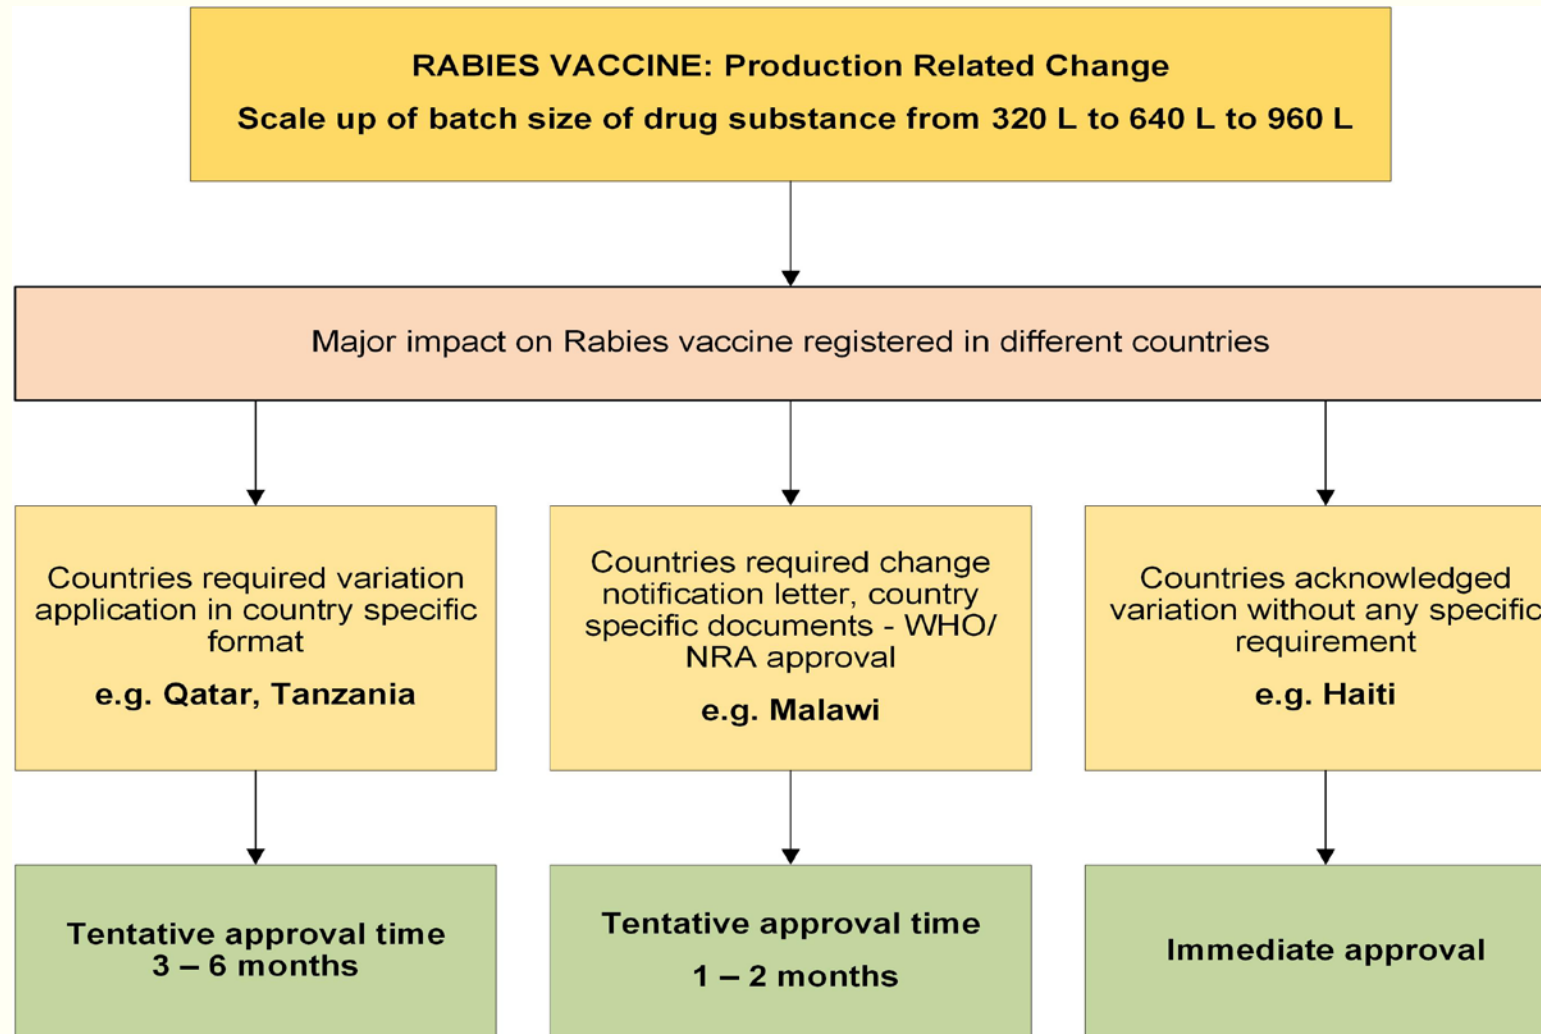 RABIES VACCINE: Production Related Change
Scale up of batch size of drug substance from 320 L to 640 L to 960 L
Major impact on Rabies vaccine registered in different countries
Countries required variation
application in country specific
format
e.g. Qatar, Tanzania
Countries required change
notification letter, country
specific documents - WHO/
NRA approval
e.g. Malawi
Countries acknowledged
variation without any specific
requirement
e.g. Haiti
Tentative approval time
3 – 6 months
Tentative approval time
1 – 2 months
Immediate approval